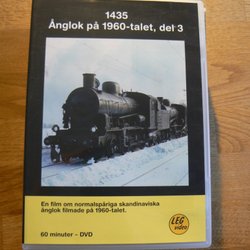 1435
Ånglok på 1960-talet, del 3
En film om normalspåriga skandinaviska
ånglok filmade på 1960-talet.
60 minuter - DVD
LEG
video